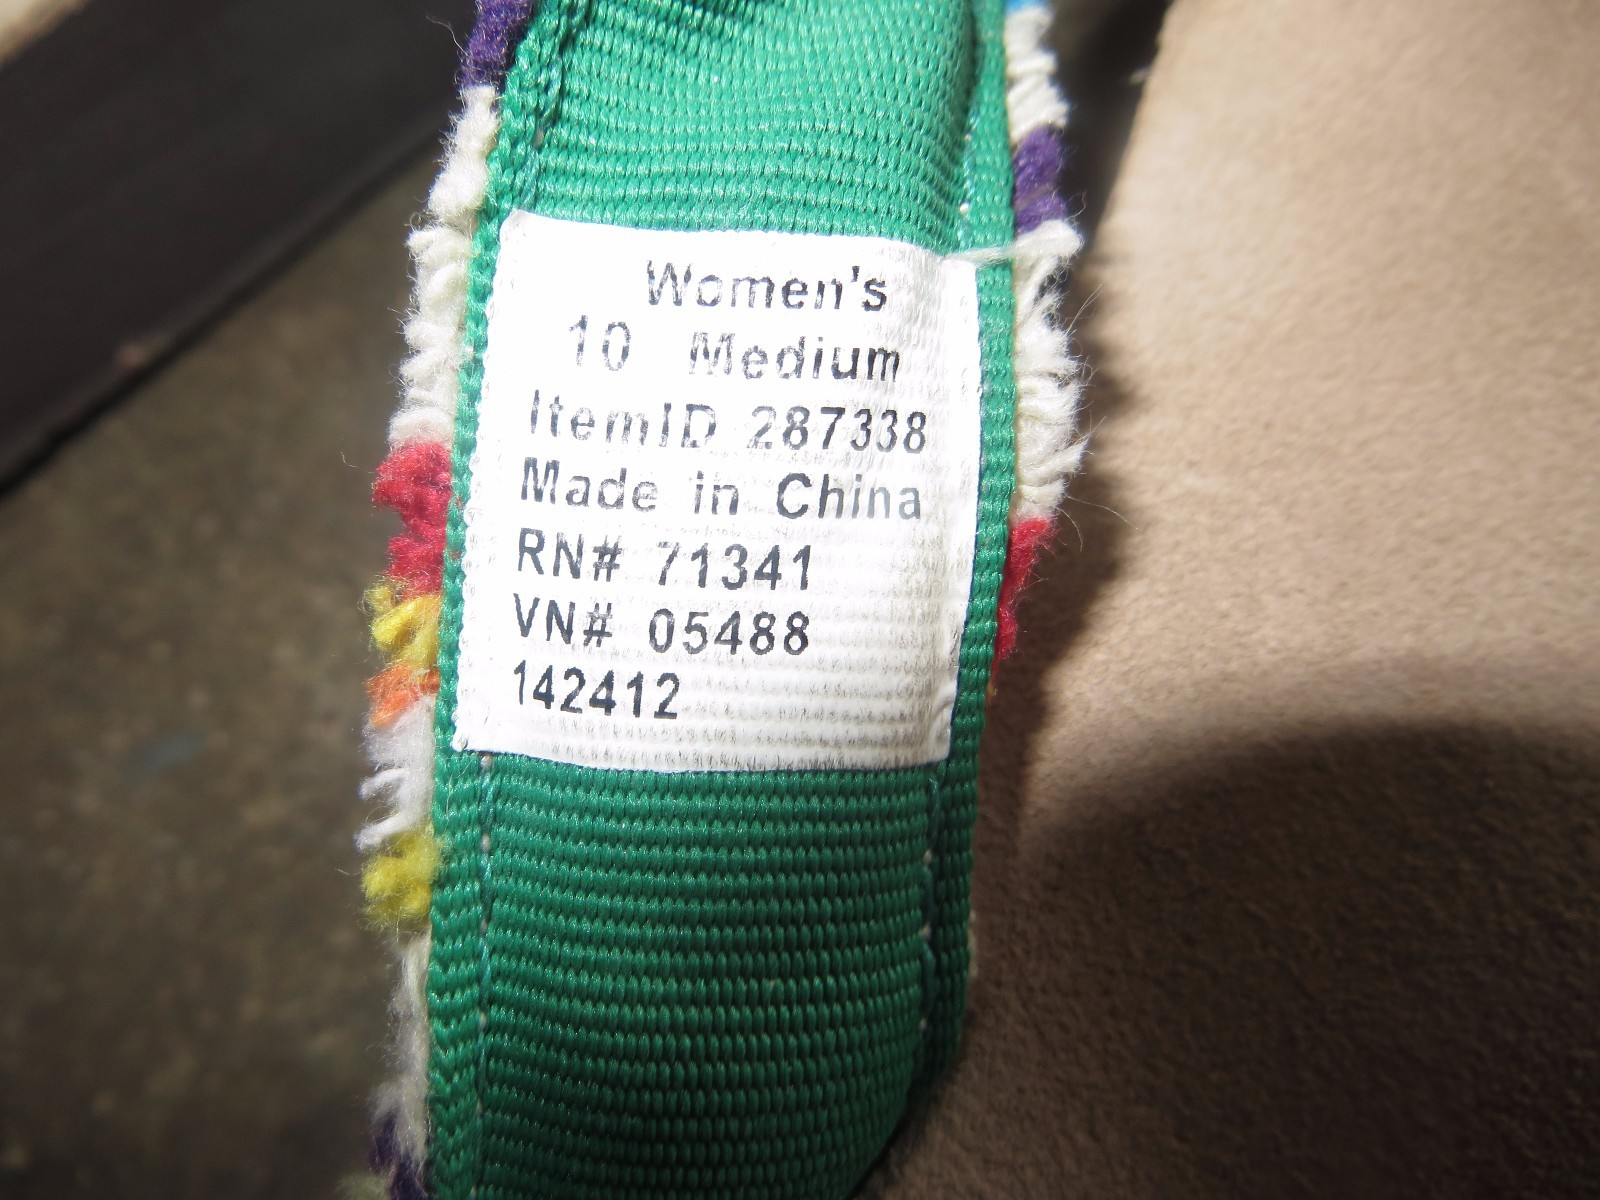 Women's
10 Medium
ItemID 287338
Made in China
RN# 71341
VN# 05488
142412